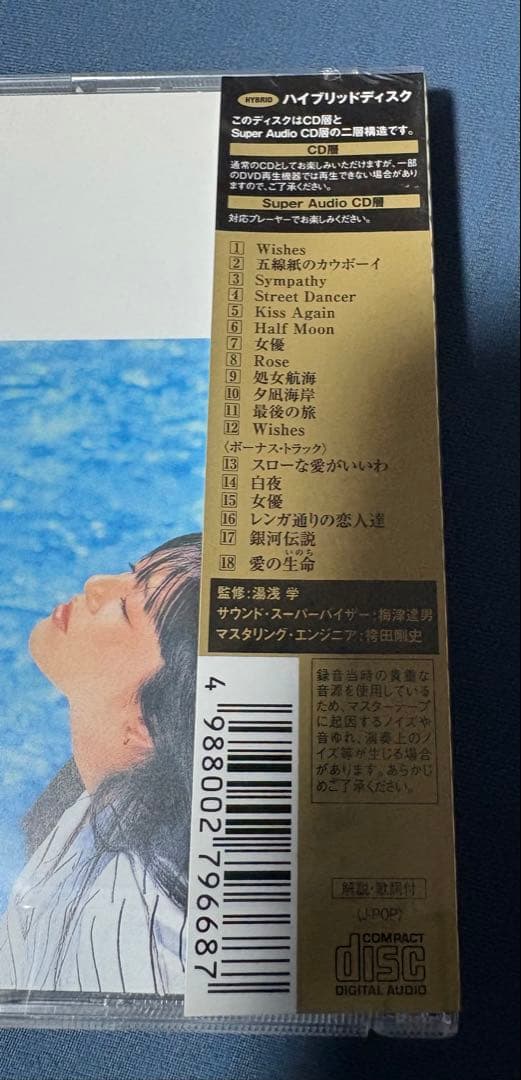 HYBRID ハイブリッドディスク
このディスクはCD層と
Super Audio CD層の二層構造です。
CD層
通常のCDとしてお楽しみいただけますが、一部
のDVD再生機器では再生できない場合があり
ますので、ご了承ください。
Super Audio CD層
対応プレーヤーでお楽しみください。
1 Wishes
2 五線紙のカウボーイ
3 Sympathy
4 Street Dancer
5 Kiss Again
6 Half Moon
7 女優
8 Rose
9 処女航海
10 夕凪海岸
11 最後の旅
12 Wishes
〈ボーナス・トラック〉
13 スローな愛がいいわ
14 白夜
15 女優
16 レンガ通りの恋人達
17 銀河伝説
いのち
18 愛の生命
監修:湯浅 学
サウンド・スーパーバイザー:梅津達男
マスタリング・エンジニア:袴田剛史
録音当時の貴重な
音源を使用している
ため、マスターテープ
に起因するノイズや
音ゆれ、演奏上のノ
イズ等が生じる場合
があります。あらかじ
めご了承ください。
4 988002 796687
解説・歌詞付
(J-POP)
COMPACT
disc
DIGITAL AUDIO